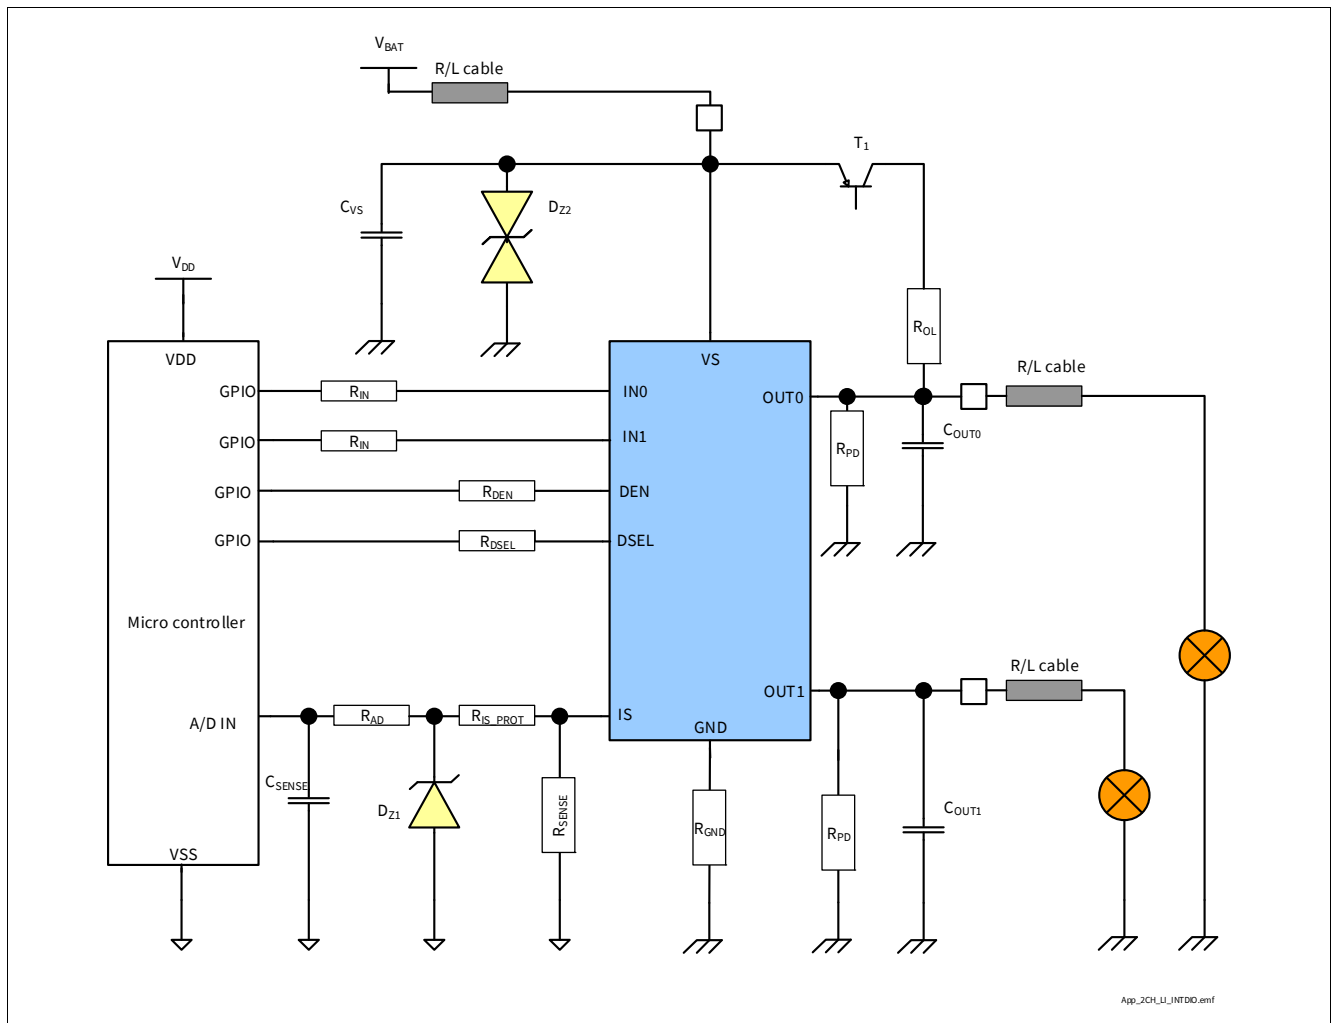 VBAT
R/L cable
T1
CVS
DZ2
VDD
ROL
VDD
VS
R/L cable
GPIO
RIN
IN0
OUT0
COUT0
GPIO
RIN
IN1
RPD
GPIO
RDEN
DEN
GPIO
RDSEL
DSEL
Micro controller
R/L cable
OUT1
A/D IN
RAD
RIS_PROT
IS
GND
CSENSE
DZ1
RSENSE
RGND
RPD
COUT1
VSS
App_2CH_LI_INTDIO.emf